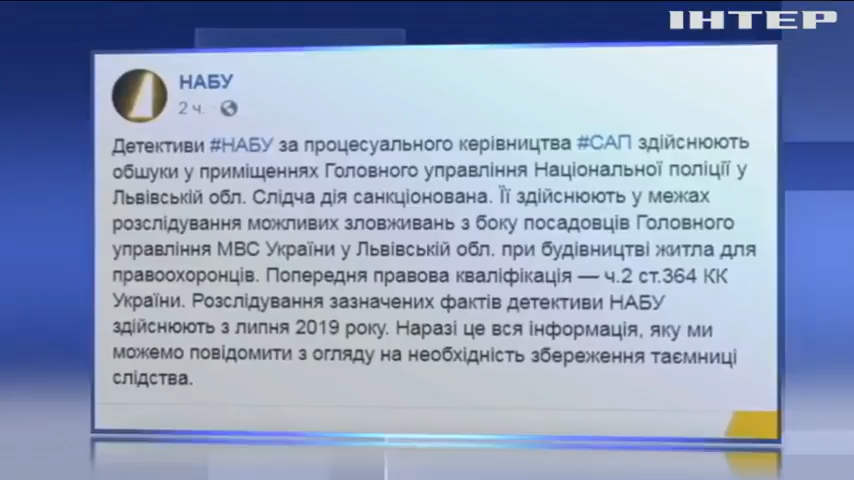 ІНТЕР
НАБУ
2 ч. ·
Детективи #НАБУ за процесуального керівництва #САП здійснюють
обшуки у приміщеннях Головного управління Національної поліції у
Львівській обл. Слідча дія санкціонована. Її здійснюють у межах
розслідування можливих зловживань з боку посадовців Головного
управління МВС України у Львівській обл. при будівництві житла для
правоохоронців. Попередня правова кваліфікація — ч.2 ст.364 КК
України. Розслідування зазначених фактів детективи НАБУ
здійснюють з липня 2019 року. Наразі це вся інформація, яку ми
можемо повідомити з огляду на необхідність збереження таємниці
слідства.